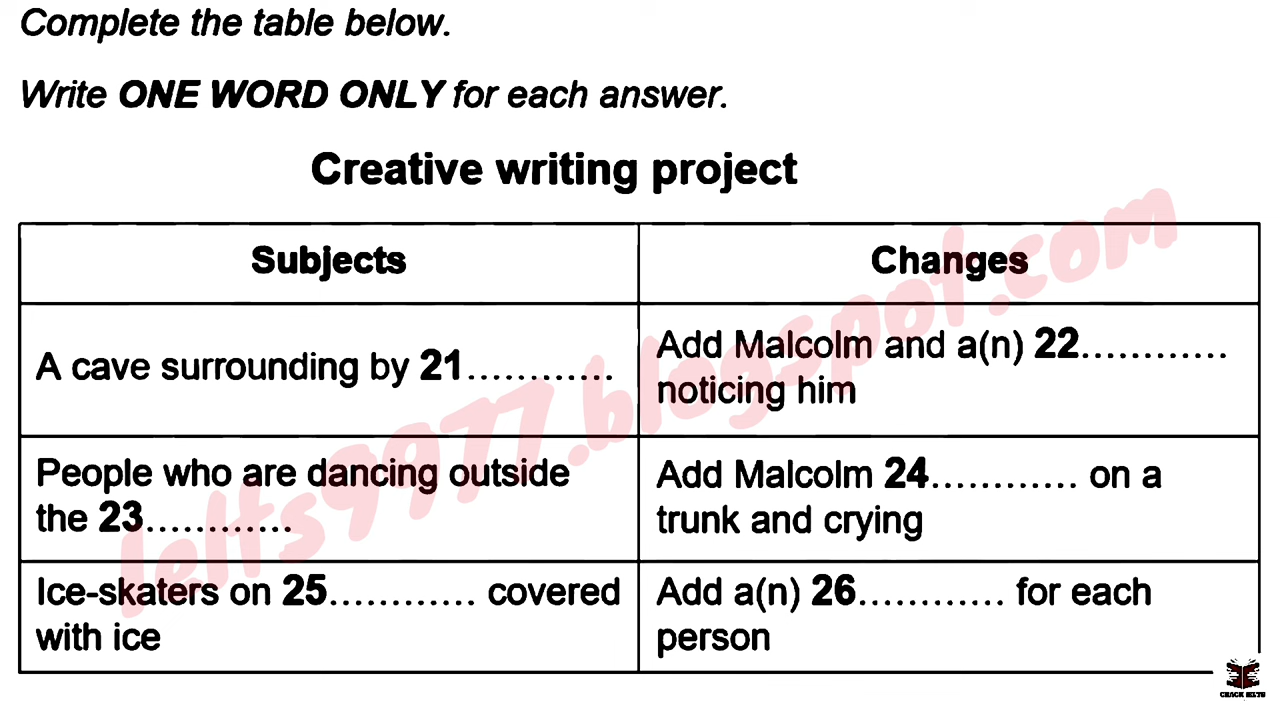 Complete the table below.
Write ONE WORD ONLY for each answer.
Creative writing project
Subjects
Changes
A cave surrounding by 21............
Add Malcolm and a(n) 22............
noticing him
People who are dancing outside
the 23............
Add Malcolm 24............ on a
trunk and crying
Ice-skaters on 25............ covered
with ice
Add a(n) 26............ for each
person
ielts9977.blogspot.com
CRACK IELTS